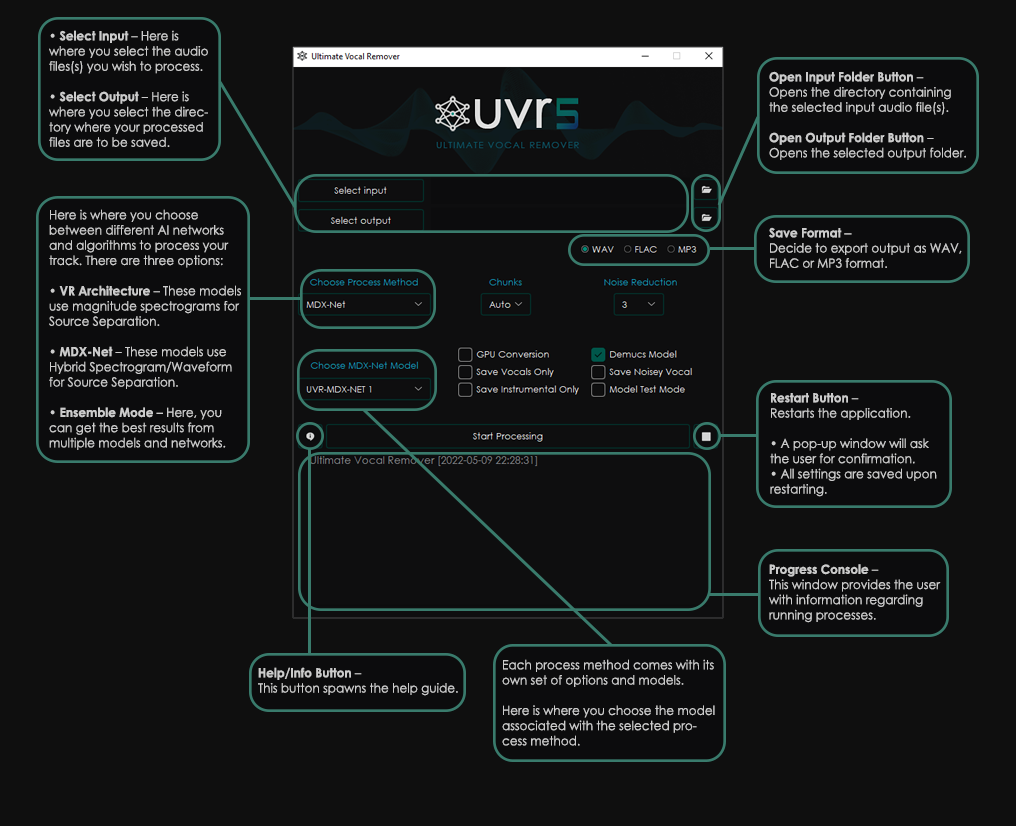 • Select Input – Here is
where you select the audio
files(s) you wish to process.
• Select Output – Here is
where you select the direc-
tory where your processed
files are to be saved.
Ultimate Vocal Remover
uvr5
ULTIMATE VOCAL REMOVER
Open Input Folder Button –
Opens the directory containing
the selected input audio file(s).
Open Output Folder Button –
Opens the selected output folder.
Select input
Select output
WAV FLAC MP3
Save Format –
Decide to export output as WAV,
FLAC or MP3 format.
Here is where you choose
between different AI networks
and algorithms to process your
track. There are three options:
• VR Architecture – These models
use magnitude spectrograms for
Source Separation.
• MDX-Net – These models use
Hybrid Spectrogram/Waveform
for Source Separation.
• Ensemble Mode – Here, you
can get the best results from
multiple models and networks.
Choose Process Method Chunks Noise Reduction
MDX-Net Auto 3
Choose MDX-Net Model
UVR-MDX-NET 1
GPU Conversion Demucs Model
Save Vocals Only Save Noisey Vocal
Save Instrumental Only Model Test Mode
Start Processing
Ultimate Vocal Remover [2022-05-09 22:28:31]
Restart Button –
Restarts the application.
• A pop-up window will ask
the user for confirmation.
• All settings are saved upon
restarting.
Progress Console –
This window provides the user
with information regarding
running processes.
Help/Info Button –
This button spawns the help guide.
Each process method comes with its
own set of options and models.
Here is where you choose the model
associated with the selected pro-
cess method.